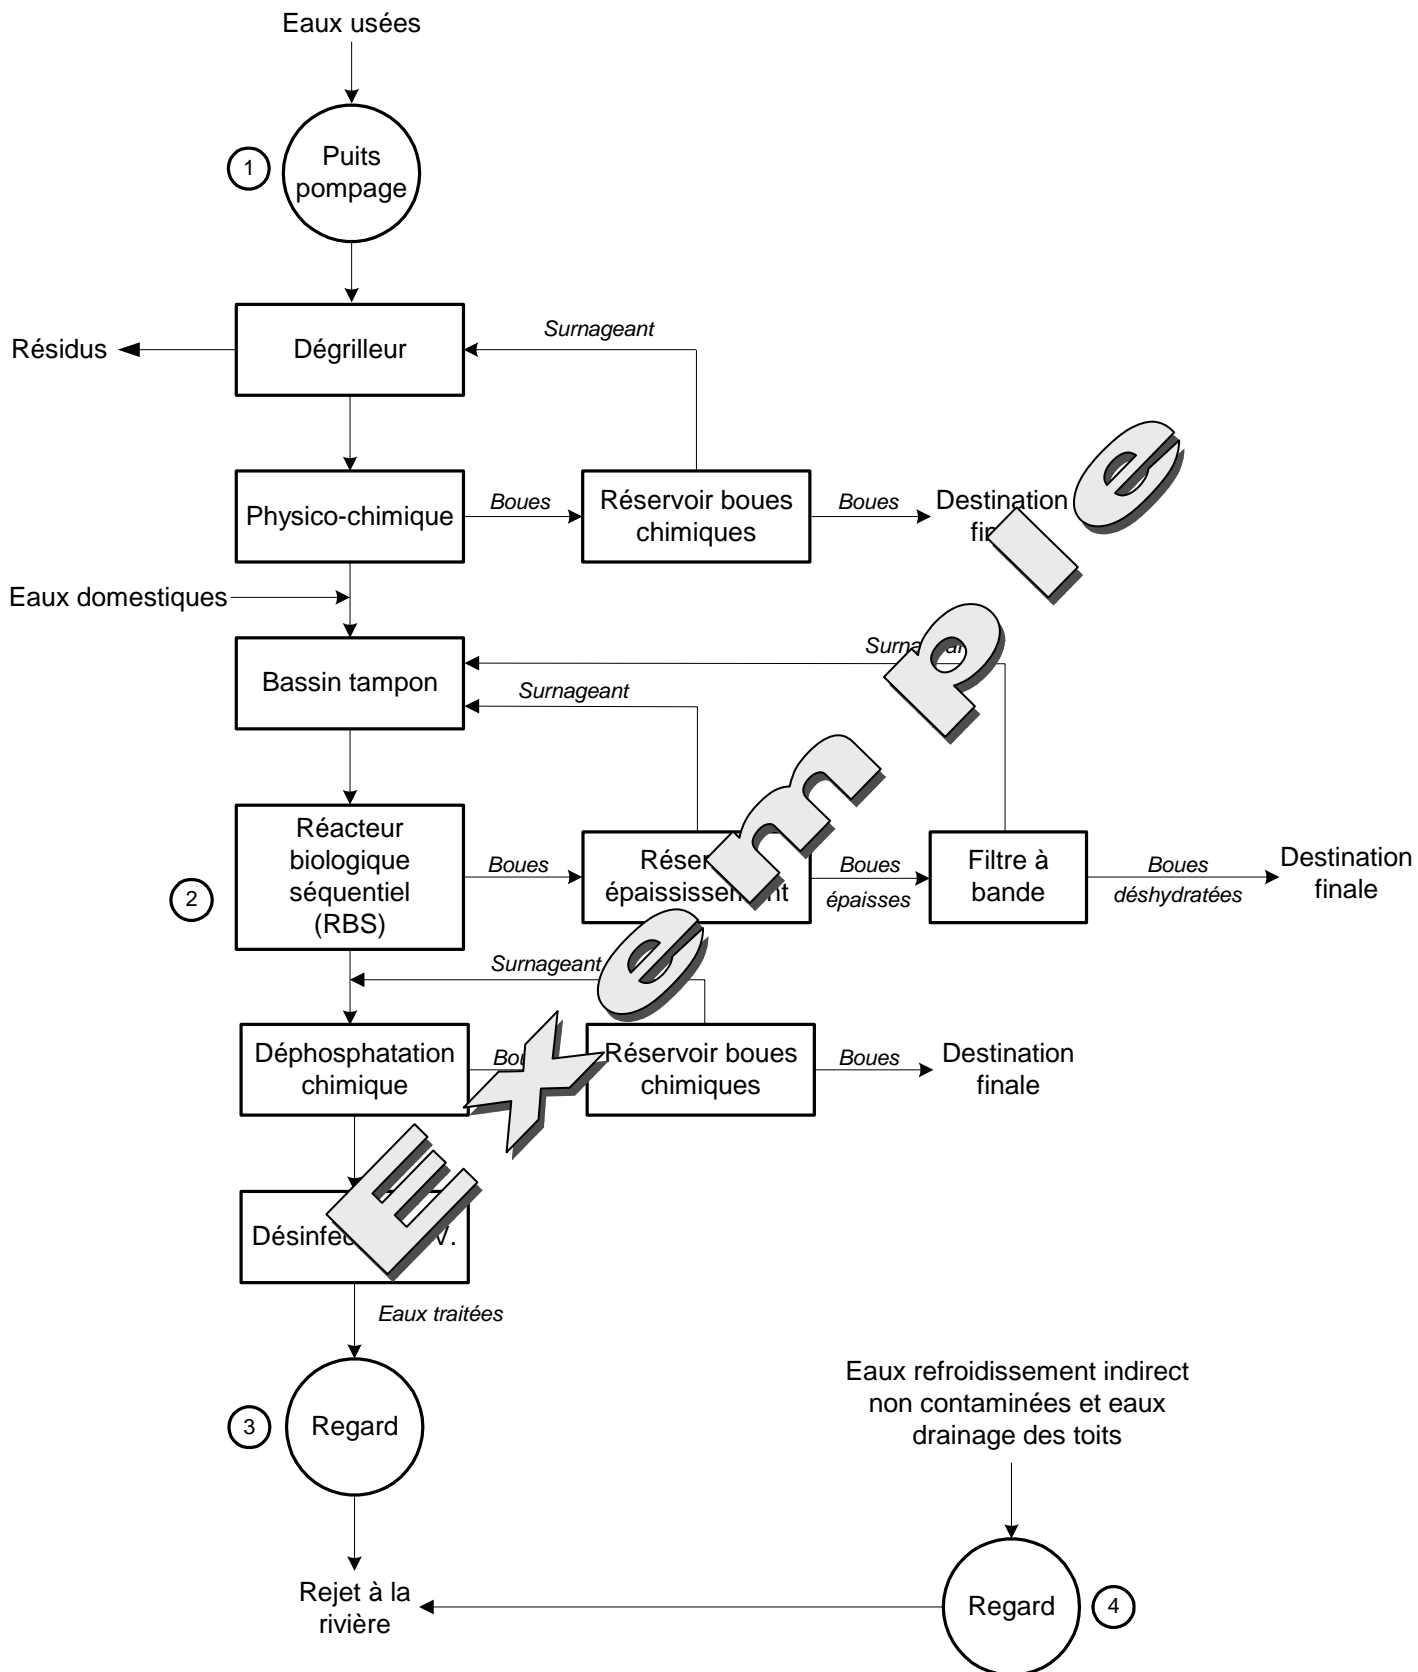 Eaux usées
1
Puits
pompage
Surnageant
Résidus
Dégrilleur
Physico-chimique
Boues
Réservoir boues
chimiques
Boues
Destination
Eaux domestiques
Bassin tampon
Surnageant
Réacteur
biologique
séquentiel
(RBS)
2
Boues
épaississement
Boues
épaisses
Filtre à
bande
Boues
déshydratées
Destination
finale
Surnageant
Déphosphatation
chimique
Réservoir boues
chimiques
Boues
Destination
finale
Eaux traitées
3
Regard
Rejet à la
rivière
Eaux refroidissement indirect
non contaminées et eaux
drainage des toits
Regard
4
Exemple